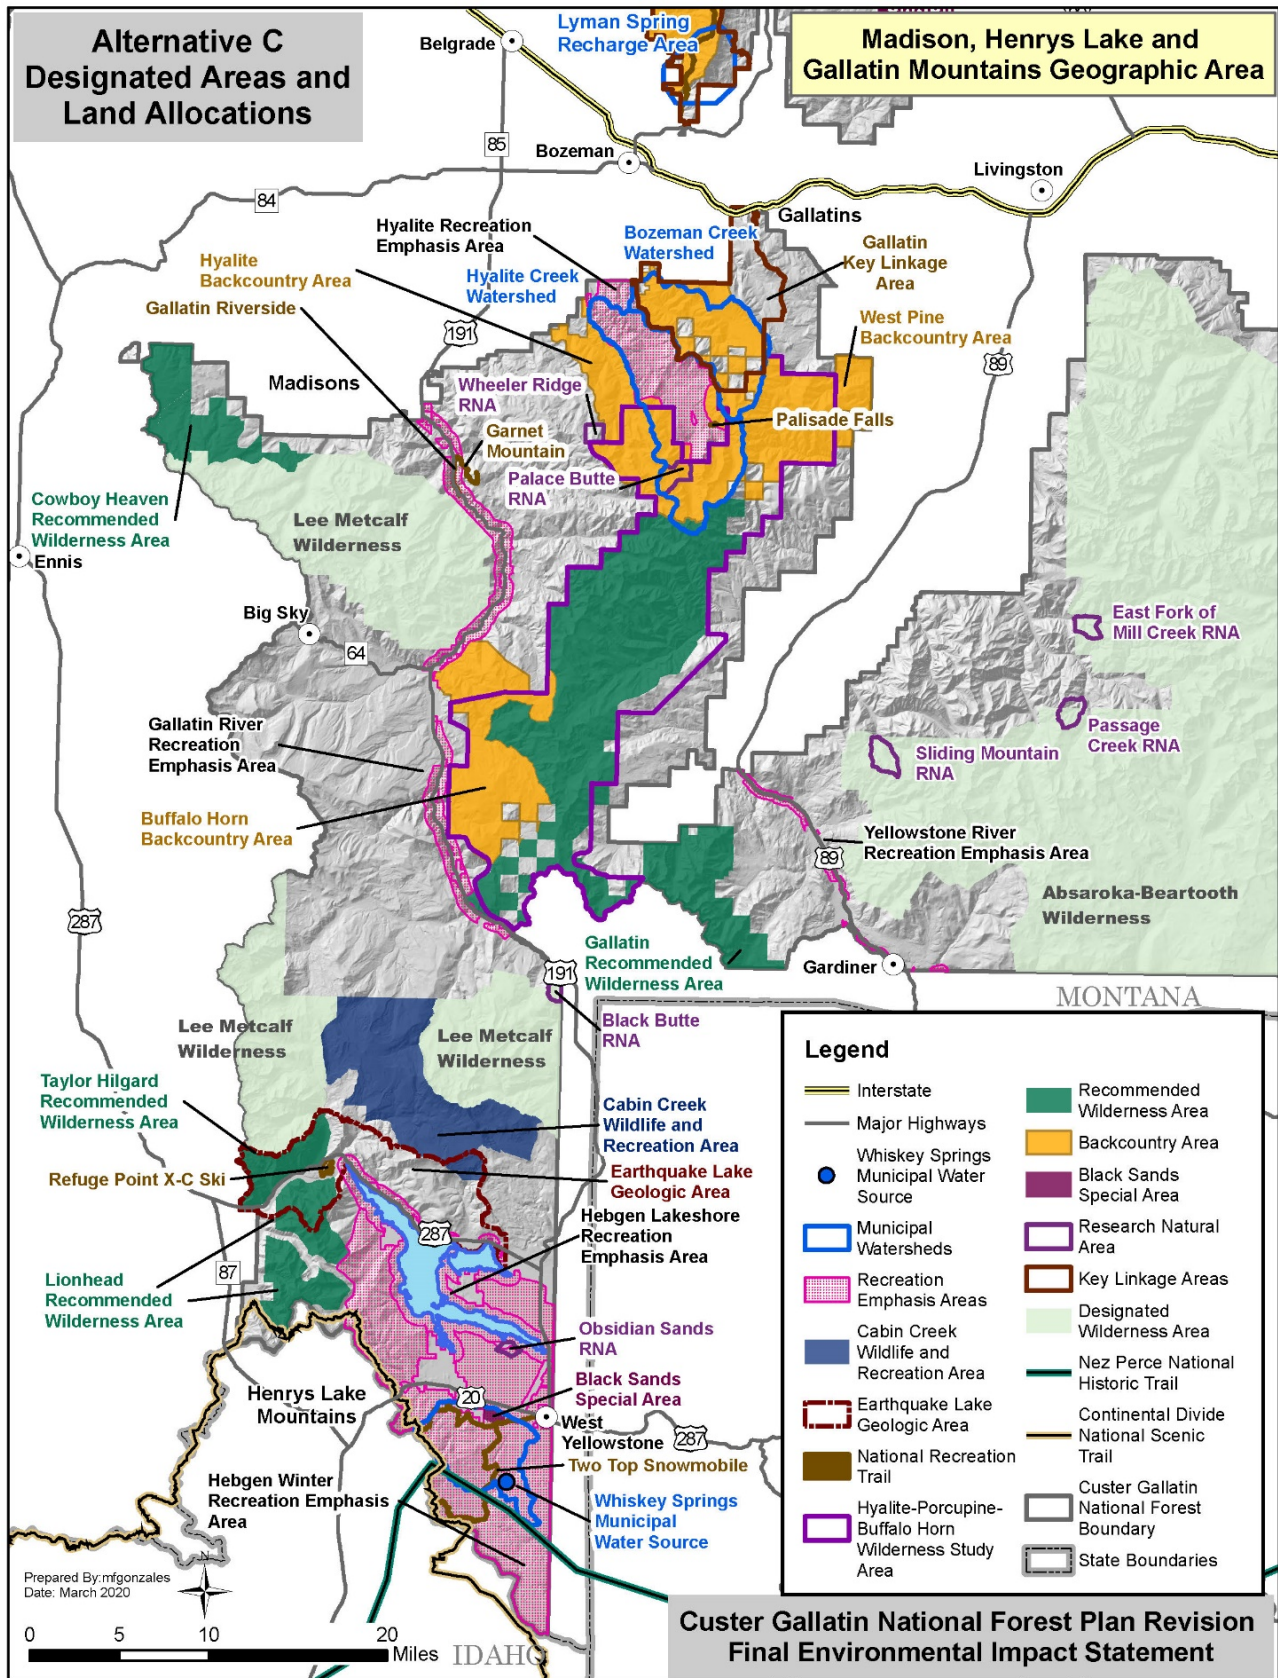 Alternative C
Designated Areas and
Land Allocations
Madison, Henrys Lake and
Gallatin Mountains Geographic Area
Lyman Spring
Recharge Area
Belgrade
85
Bozeman
Livingston
84
Gallatins
Hyalite Recreation
Emphasis Area
Bozeman Creek
Watershed
Gallatin
Key Linkage
Area
Hyalite
Backcountry Area
Hyalite Creek
Watershed
Gallatin Riverside
West Pine
Backcountry Area
191
89
Madisons
Wheeler Ridge
RNA
Palisade Falls
Garnet
Mountain
Palace Butte
RNA
Cowboy Heaven
Recommended
Wilderness Area
Lee Metcalf
Wilderness
Ennis
Big Sky
64
East Fork of
Mill Creek RNA
Passage
Creek RNA
Sliding Mountain
RNA
Gallatin River
Recreation
Emphasis Area
Buffalo Horn
Backcountry Area
Yellowstone River
Recreation Emphasis Area
89
Absaroka-Beartooth
Wilderness
287
Gallatin
Recommended
Wilderness Area
Gardiner
191
MONTANA
Black Butte
RNA
Lee Metcalf
Wilderness
Lee Metcalf
Wilderness
Taylor Hilgard
Recommended
Wilderness Area
Cabin Creek
Wildlife and
Recreation Area
Refuge Point X-C Ski
Earthquake Lake
Geologic Area
Hebgen Lakeshore
Recreation
Emphasis Area
287
87
Lionhead
Recommended
Wilderness Area
Obsidian Sands
RNA
Black Sands
Special Area
20
Henrys Lake
Mountains
West
Yellowstone
287
Two Top Snowmobile
Hebgen Winter
Recreation Emphasis
Area
Whiskey Springs
Municipal
Water Source
Legend
Interstate
Major Highways
Whiskey Springs
Municipal Water
Source
Municipal
Watersheds
Recreation
Emphasis Areas
Cabin Creek
Wildlife and
Recreation Area
Earthquake Lake
Geologic Area
National Recreation
Trail
Hyalite-Porcupine-
Buffalo Horn
Wilderness Study
Area
Recommended
Wilderness Area
Backcountry Area
Black Sands
Special Area
Research Natural
Area
Key Linkage Areas
Designated
Wilderness Area
Nez Perce National
Historic Trail
Continental Divide
National Scenic
Trail
Custer Gallatin
National Forest
Boundary
State Boundaries
Prepared By:mfgonzales
Date: March 2020
N
0 5 10 20
Miles
IDAHO
Custer Gallatin National Forest Plan Revision
Final Environmental Impact Statement